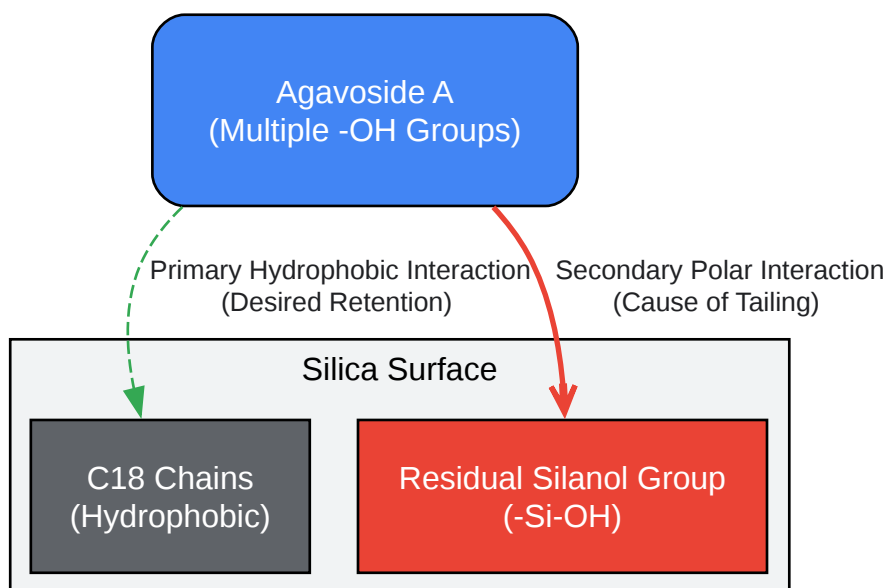 Agavoside A
(Multiple -OH Groups)
Primary Hydrophobic Interaction
(Desired Retention)
Secondary Polar Interaction
(Cause of Tailing)
Silica Surface
C18 Chains
(Hydrophobic)
Residual Silanol Group
(-Si-OH)